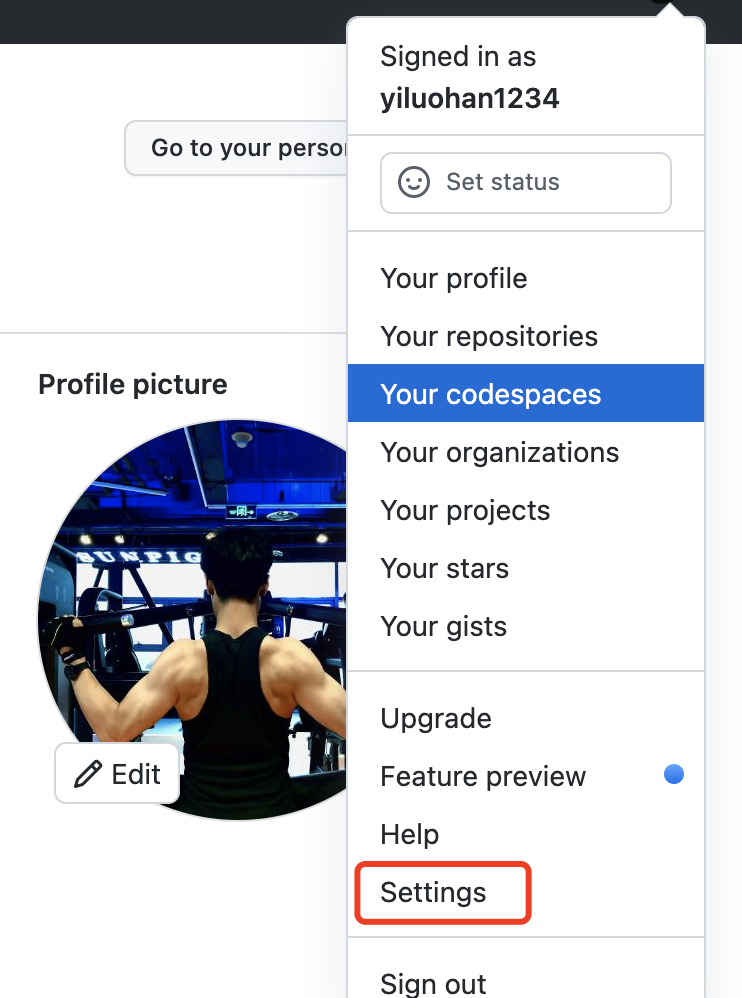 Signed in as
yiluohan1234
Go to your perso
Set status
Your profile
Your repositories
Profile picture
Your codespaces
Your organizations
Your projects
Your stars
SUNPIG
Your gists
Upgrade
Edit
Feature preview
Help
Settings
Sign out